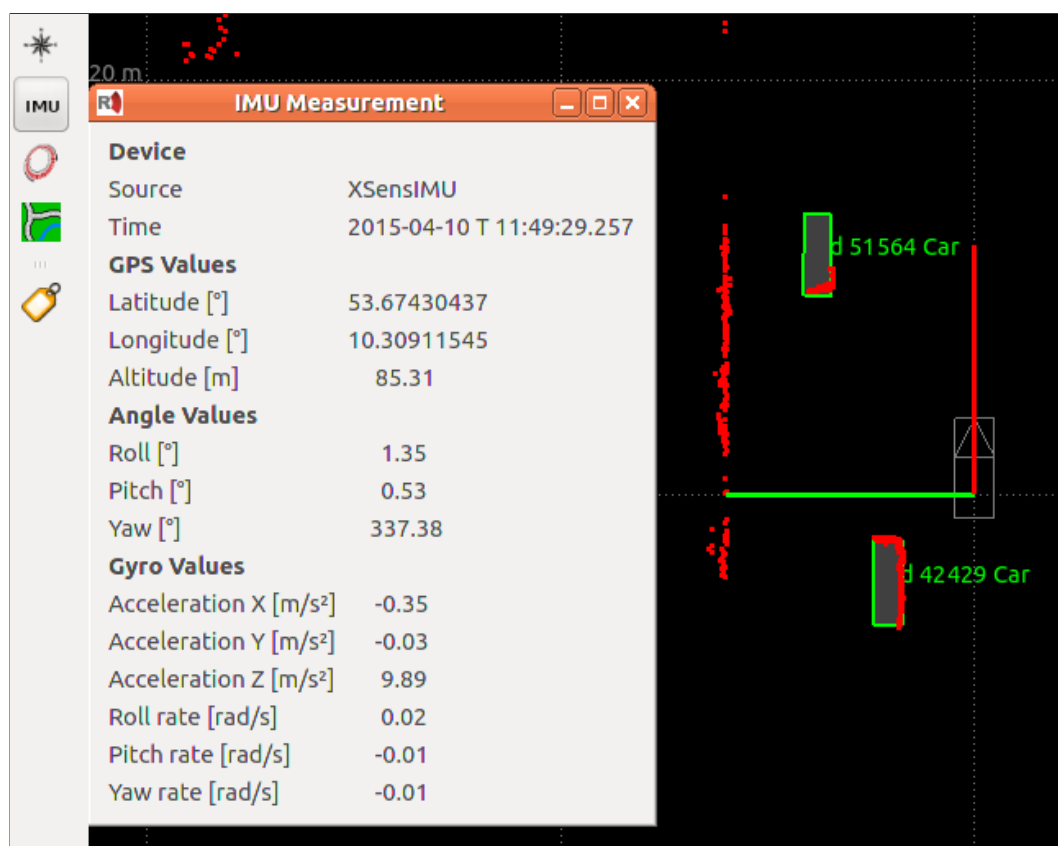 20 m
IMU
R
IMU Measurement
Device
Source XSensIMU
Time 2015-04-10 T 11:49:29.257
GPS Values
Latitude [°] 53.67430437
Longitude [°] 10.30911545
Altitude [m] 85.31
Angle Values
Roll [°] 1.35
Pitch [°] 0.53
Yaw [°] 337.38
Gyro Values
Acceleration X [m/s²] -0.35
Acceleration Y [m/s²] -0.03
Acceleration Z [m/s²] 9.89
Roll rate [rad/s] 0.02
Pitch rate [rad/s] -0.01
Yaw rate [rad/s] -0.01
d 51564 Car
d 42429 Car